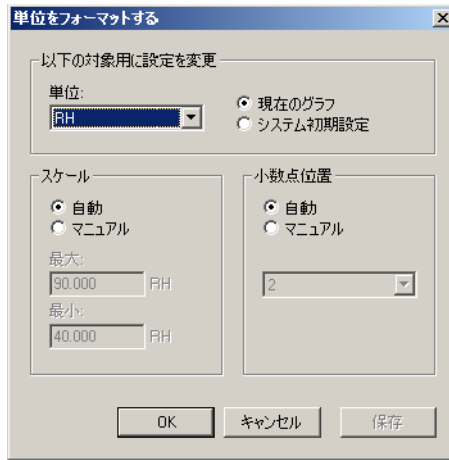 単位をフォーマットする
以下の対象用に設定を変更
単位:
RH
現在のグラフ
システム初期設定
スケール
自動
マニュアル
最大:
90.000 RH
最小:
40.000 RH
小数点位置
自動
マニュアル
2
OK キャンセル 保存